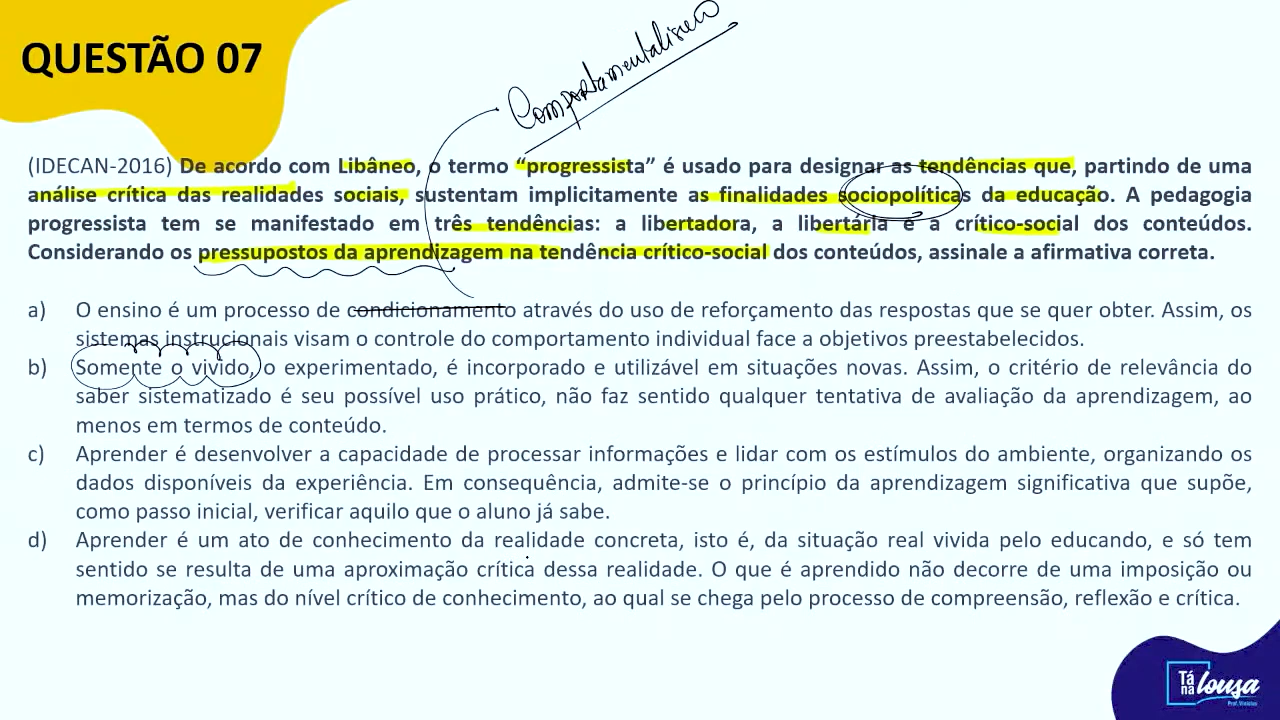 QUESTÃO 07
Comportamentalismo
(IDECAN-2016) De acordo com Libâneo, o termo “progressista” é usado para designar as tendências que, partindo de uma
análise crítica das realidades sociais, sustentam implicitamente as finalidades sociopolíticas da educação. A pedagogia
progressista tem se manifestado em três tendências: a libertadora, a libertária e a crítico-social dos conteúdos.
Considerando os pressupostos da aprendizagem na tendência crítico-social dos conteúdos, assinale a afirmativa correta.
a) O ensino é um processo de condicionamento através do uso de reforçamento das respostas que se quer obter. Assim, os
sistemas instrucionais visam o controle do comportamento individual face a objetivos preestabelecidos.
b) Somente o vivido, o experimentado, é incorporado e utilizável em situações novas. Assim, o critério de relevância do
saber sistematizado é seu possível uso prático, não faz sentido qualquer tentativa de avaliação da aprendizagem, ao
menos em termos de conteúdo.
c) Aprender é desenvolver a capacidade de processar informações e lidar com os estímulos do ambiente, organizando os
dados disponíveis da experiência. Em consequência, admite-se o princípio da aprendizagem significativa que supõe,
como passo inicial, verificar aquilo que o aluno já sabe.
d) Aprender é um ato de conhecimento da realidade concreta, isto é, da situação real vivida pelo educando, e só tem
sentido se resulta de uma aproximação crítica dessa realidade. O que é aprendido não decorre de uma imposição ou
memorização, mas do nível crítico de conhecimento, ao qual se chega pelo processo de compreensão, reflexão e crítica.
Tá
na lousa
Prof. Vinícius